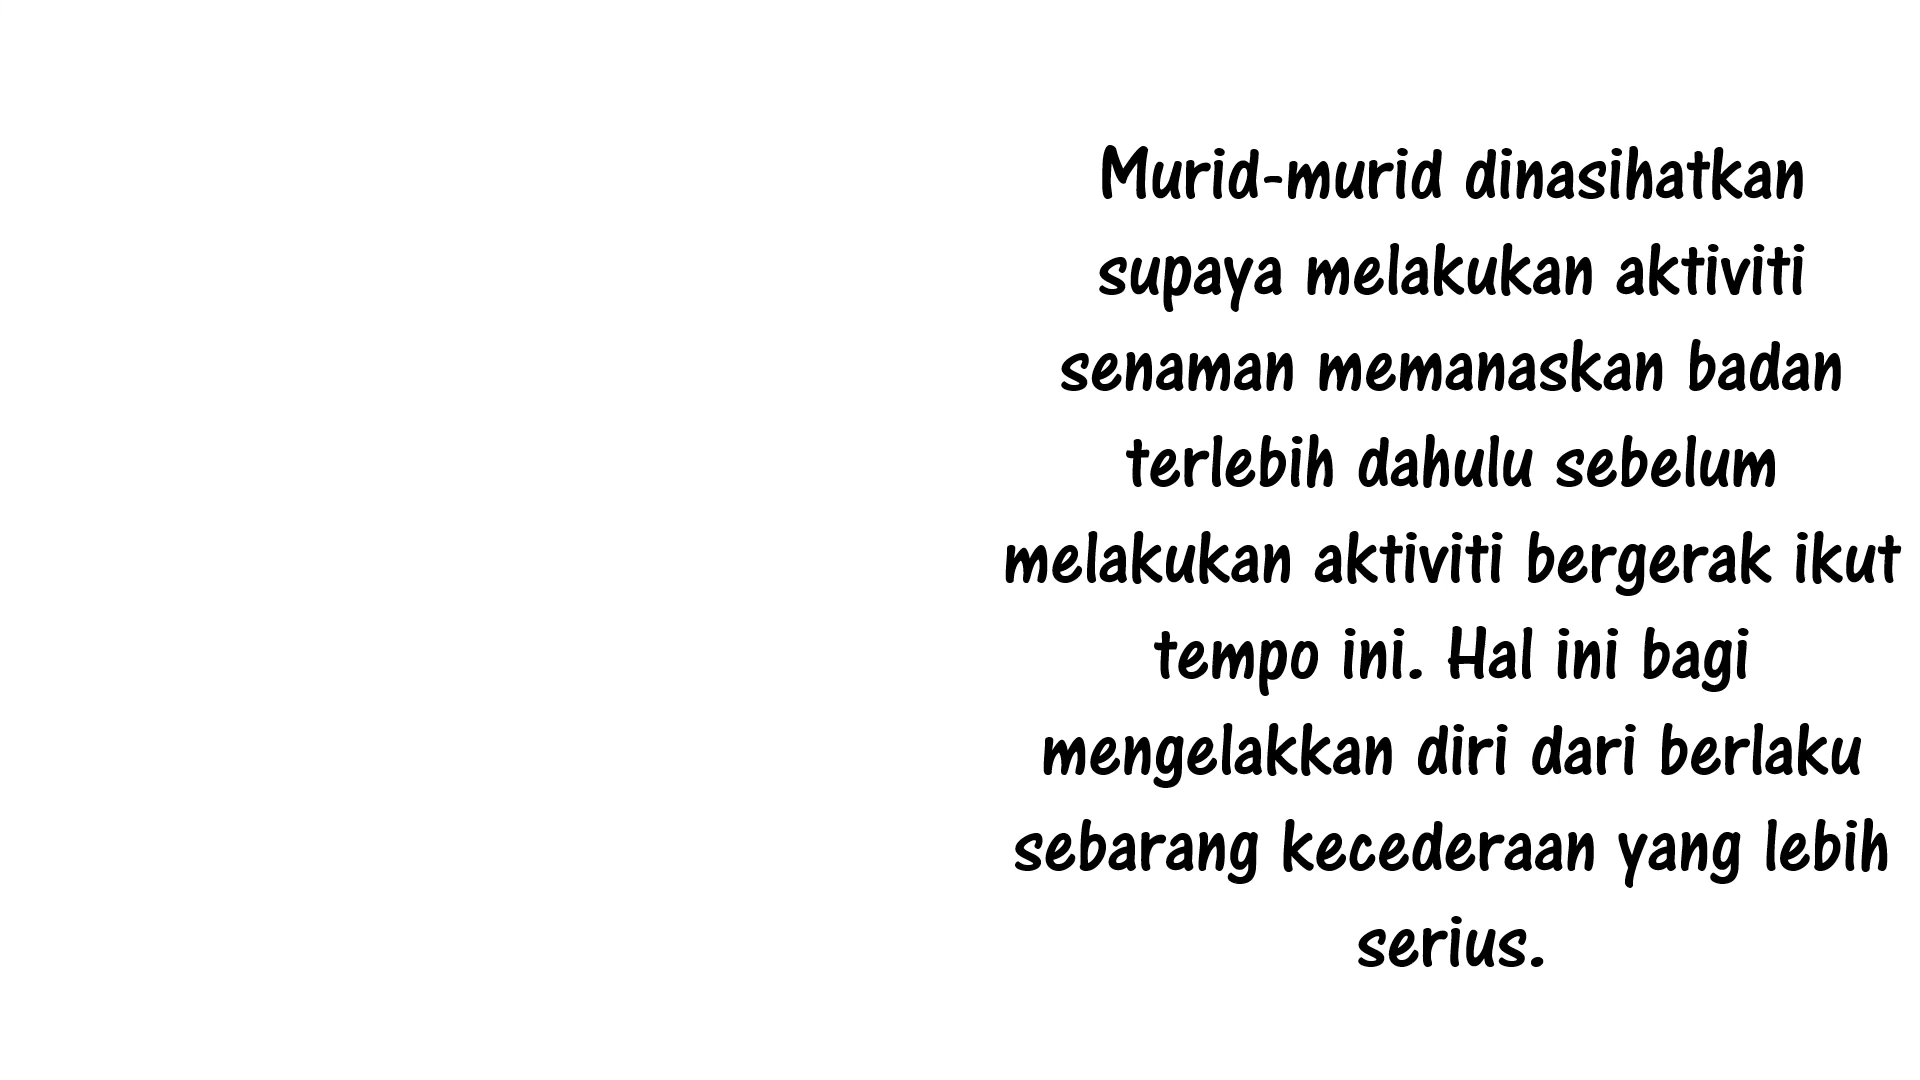 Murid-murid dinasihatkan
supaya melakukan aktiviti
senaman memanaskan badan
terlebih dahulu sebelum
melakukan aktiviti bergerak ikut
tempo ini. Hal ini bagi
mengelakkan diri dari berlaku
sebarang kecederaan yang lebih
serius.